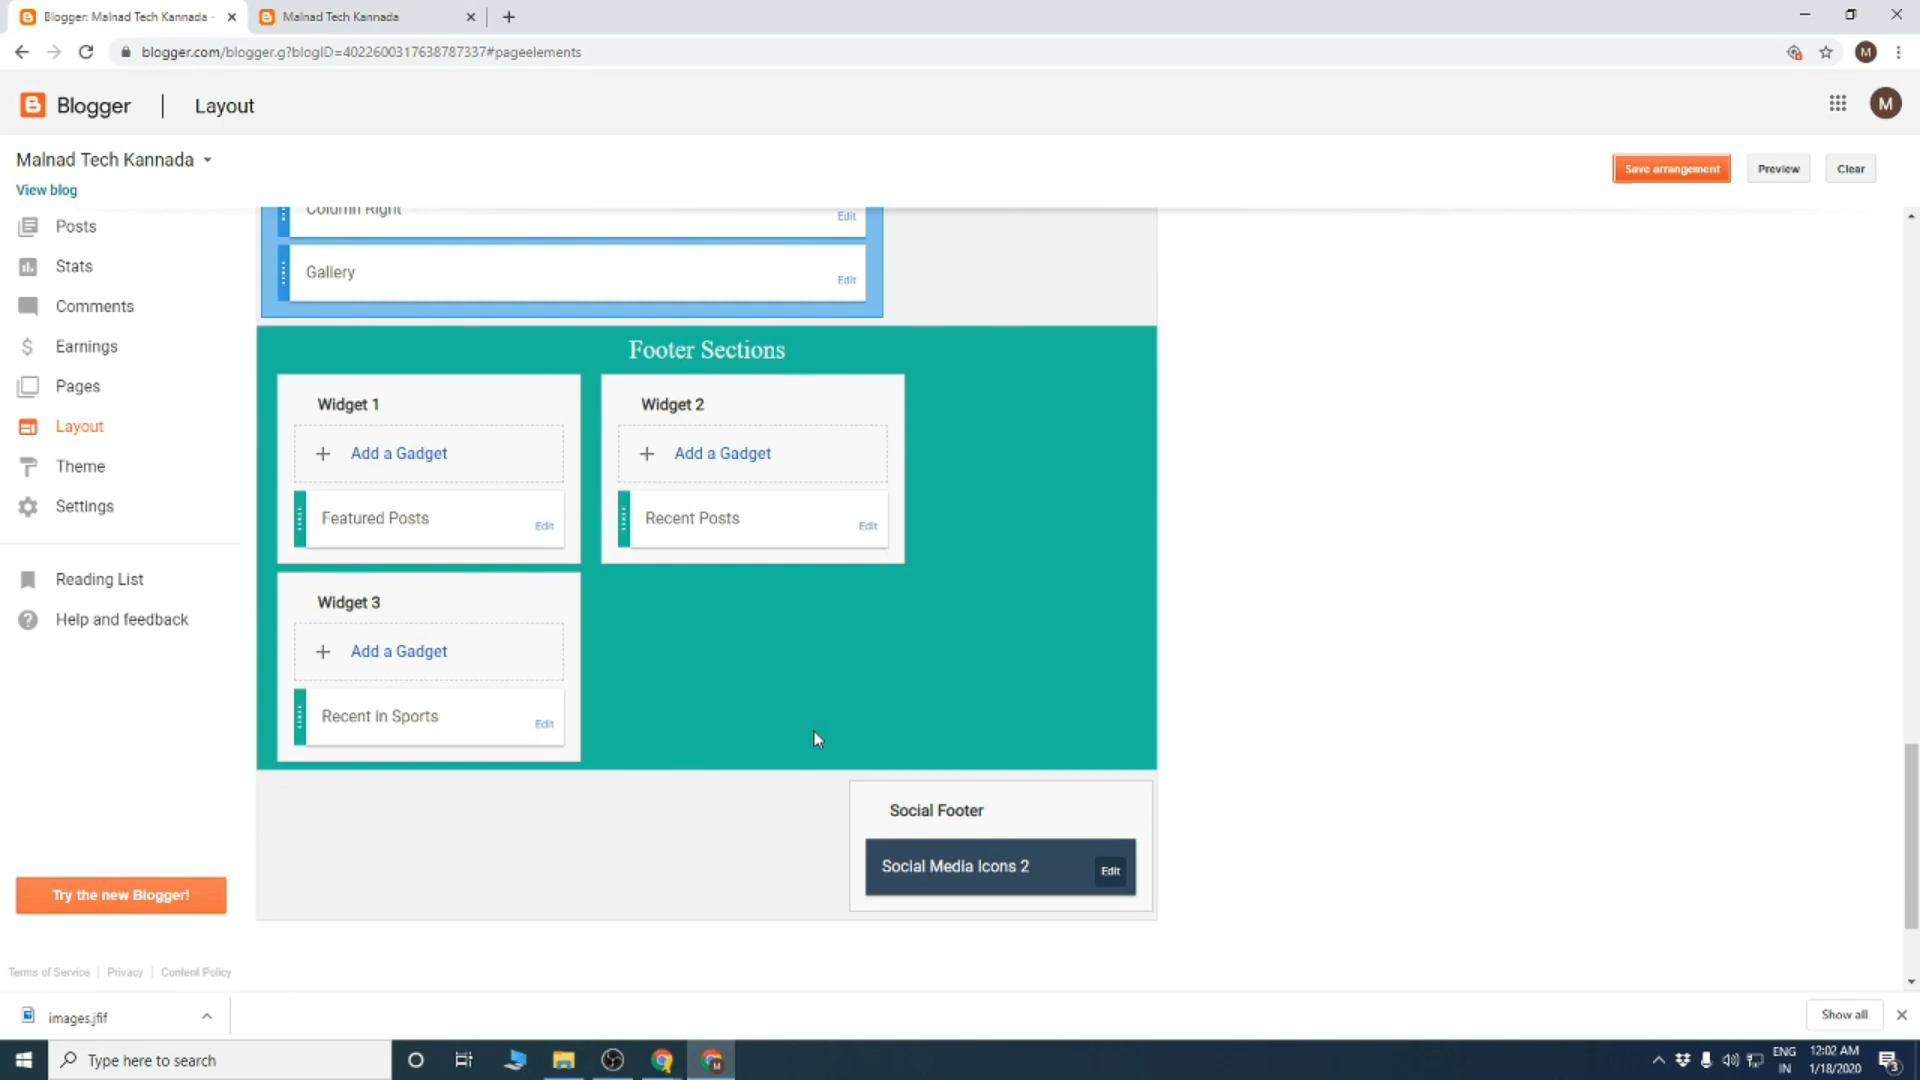 Blogger: Malnad Tech Kannada -
Malnad Tech Kannada
blogger.com/blogger.g?blogID=4022600317638787337#pageelements
M
Blogger | Layout
M
Malnad Tech Kannada
View blog
Save arrangement
Preview
Clear
Posts
Stats
Comments
Earnings
Pages
Layout
Theme
Settings
Reading List
Help and feedback
Try the new Blogger!
Terms of Service | Privacy | Content Policy
Column Right
Edit
Gallery
Edit
Footer Sections
Widget 1
+ Add a Gadget
Featured Posts
Edit
Widget 2
+ Add a Gadget
Recent Posts
Edit
Widget 3
+ Add a Gadget
Recent in Sports
Edit
Social Footer
Social Media Icons 2
Edit
images.jfif
Show all
Type here to search
ENG
IN
12:02 AM
1/18/2020
3